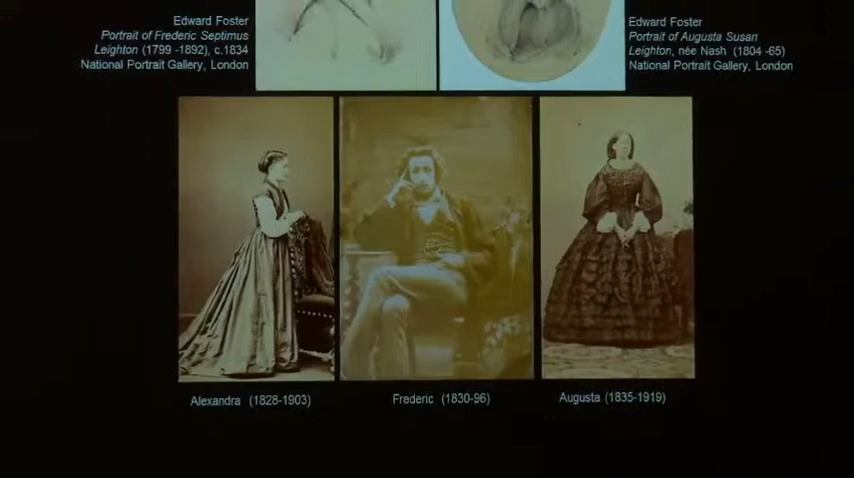 Edward Foster
Portrait of Frederic Septimus
Leighton (1799 -1892), c.1834
National Portrait Gallery, London
Edward Foster
Portrait of Augusta Susan
Leighton, née Nash (1804 -65)
National Portrait Gallery, London
Alexandra (1828-1903)
Frederic (1830-96)
Augusta (1835-1919)